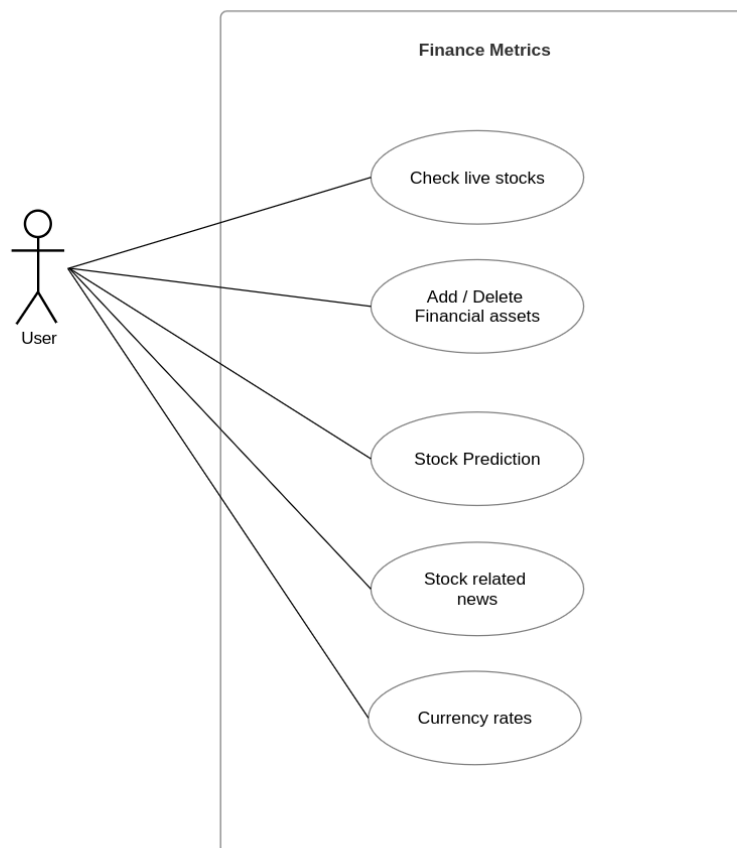 Finance Metrics
Check live stocks
Add / Delete
Financial assets
User
Stock Prediction
Stock related
news
Currency rates